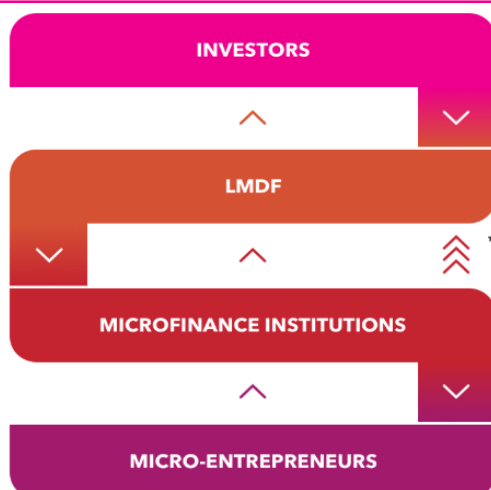 INVESTORS
LMDF
MICROFINANCE INSTITUTIONS
MICRO-ENTREPRENEURS